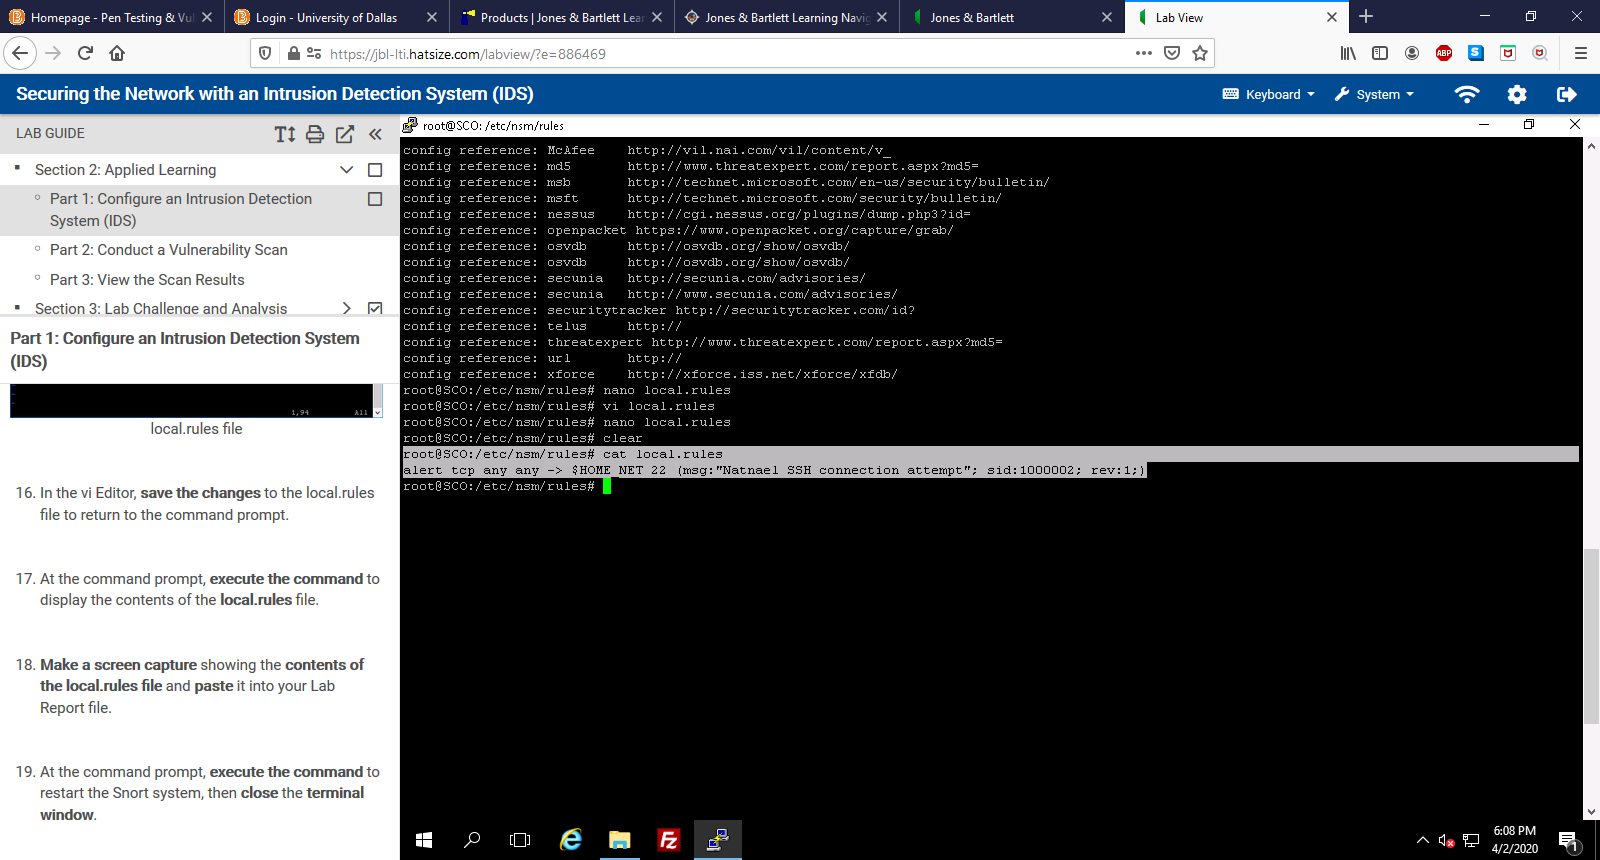 Homepage - Pen Testing & Vul
Login - University of Dallas
Products | Jones & Bartlett Lear
Jones & Bartlett Learning Navig
Jones & Bartlett
Lab View
https://jbl-lti.hatsize.com/labview/?e=886469
ABP
S
Securing the Network with an Intrusion Detection System (IDS)
Keyboard
System
LAB GUIDE
Section 2: Applied Learning
Part 1: Configure an Intrusion Detection
System (IDS)
Part 2: Conduct a Vulnerability Scan
Part 3: View the Scan Results
Section 3: Lab Challenge and Analysis
Part 1: Configure an Intrusion Detection System
(IDS)
1,94 All
local.rules file
16. In the vi Editor, save the changes to the local.rules
file to return to the command prompt.
17. At the command prompt, execute the command to
display the contents of the local.rules file.
18. Make a screen capture showing the contents of
the local.rules file and paste it into your Lab
Report file.
19. At the command prompt, execute the command to
restart the Snort system, then close the terminal
window.
root@SCO: /etc/nsm/rules
config reference: McAfee http://vil.nai.com/vil/content/v_
config reference: md5 http://www.threatexpert.com/report.aspx?md5=
config reference: msb http://technet.microsoft.com/en-us/security/bulletin/
config reference: msft http://technet.microsoft.com/security/bulletin/
config reference: nessus http://cgi.nessus.org/plugins/dump.php3?id=
config reference: openpacket https://www.openpacket.org/capture/grab/
config reference: osvdb http://osvdb.org/show/osvdb/
config reference: osvdb http://osvdb.org/show/osvdb/
config reference: secunia http://secunia.com/advisories/
config reference: secunia http://www.secunia.com/advisories/
config reference: securitytracker http://securitytracker.com/id?
config reference: telus http://
config reference: threatexpert http://www.threatexpert.com/report.aspx?md5=
config reference: url http://
config reference: xforce http://xforce.iss.net/xforce/xfdb/
root@SCO:/etc/nsm/rules# nano local.rules
root@SCO:/etc/nsm/rules# vi local.rules
root@SCO:/etc/nsm/rules# nano local.rules
root@SCO:/etc/nsm/rules# clear
root@SCO:/etc/nsm/rules# cat local.rules
alert tcp any any -> $HOME_NET 22 (msg:"Natnael SSH connection attempt"; sid:1000002; rev:1;)
root@SCO:/etc/nsm/rules#
Fz
6:08 PM
4/2/2020
1